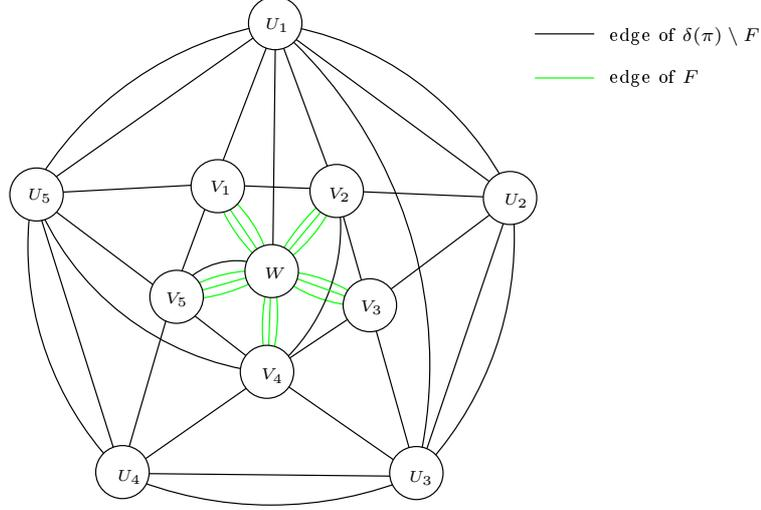 U₁
edge of δ(π) \ F
edge of F
V₁
V₂
U₅
U₂
W
V₅
V₃
V₄
U₄
U₃